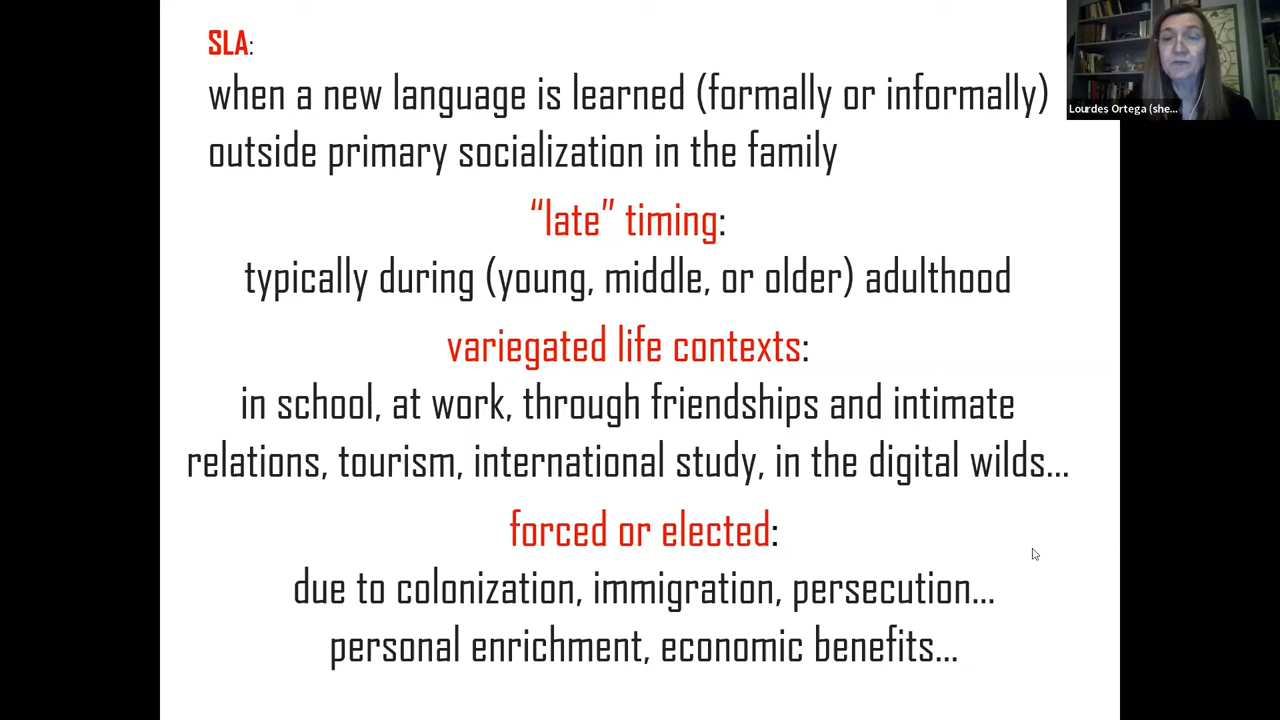 SLA:
when a new language is learned (formally or informally)
outside primary socialization in the family
“late” timing:
typically during (young, middle, or older) adulthood
variegated life contexts:
in school, at work, through friendships and intimate
relations, tourism, international study, in the digital wilds...
forced or elected:
due to colonization, immigration, persecution...
personal enrichment, economic benefits...
Lourdes Ortega (she...